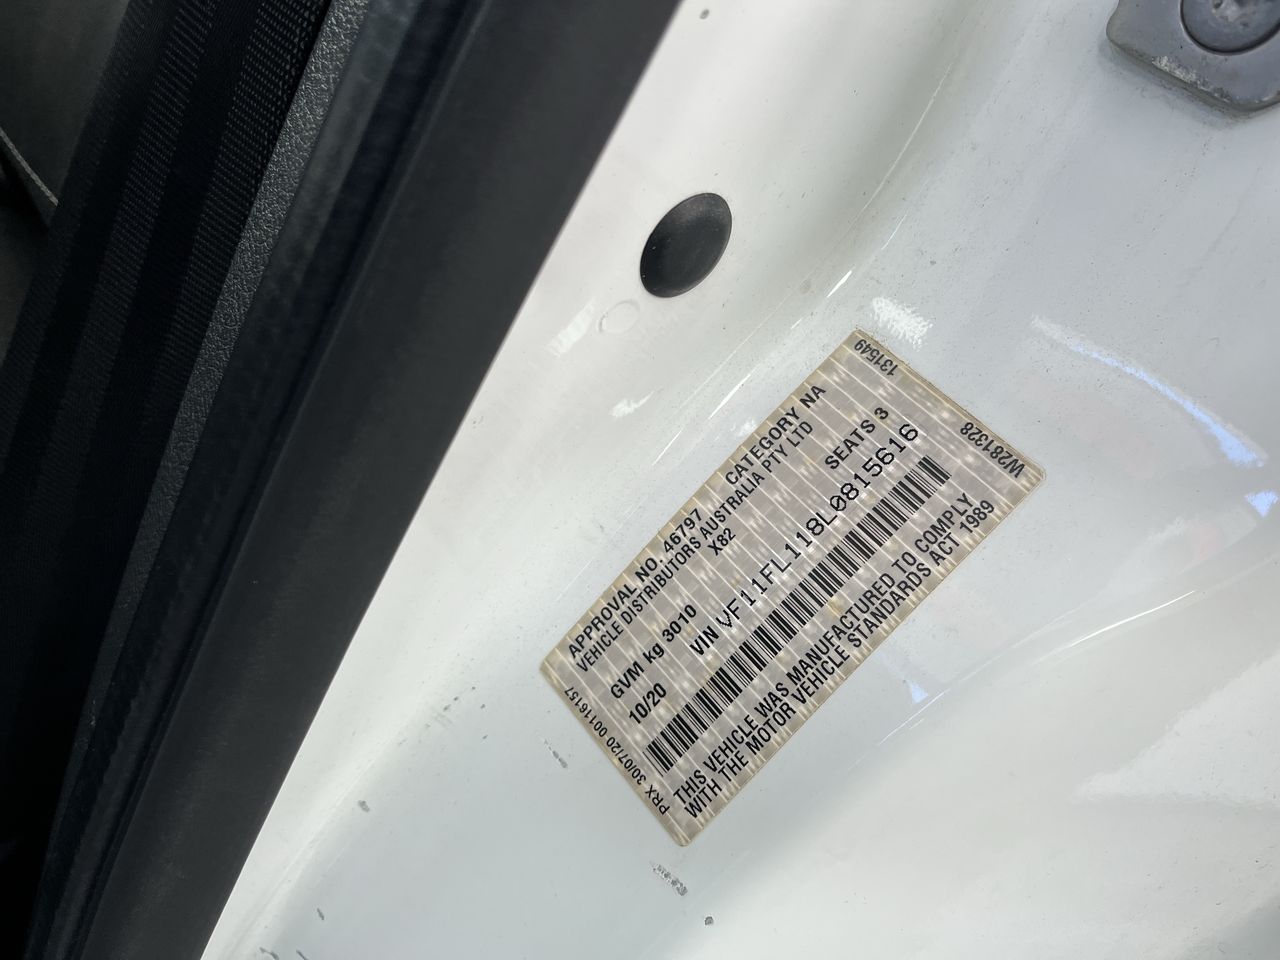 APPROVAL NO. 46797 CATEGORY NA
VEHICLE DISTRIBUTORS AUSTRALIA PTY LTD
X82
GVM kg 3010 SEATS 3
10/20 VIN VF11FL118L0815616
THIS VEHICLE WAS MANUFACTURED TO COMPLY
WITH THE MOTOR VEHICLE STANDARDS ACT 1989
PRX 30/07/20 00116157
131549 W281328